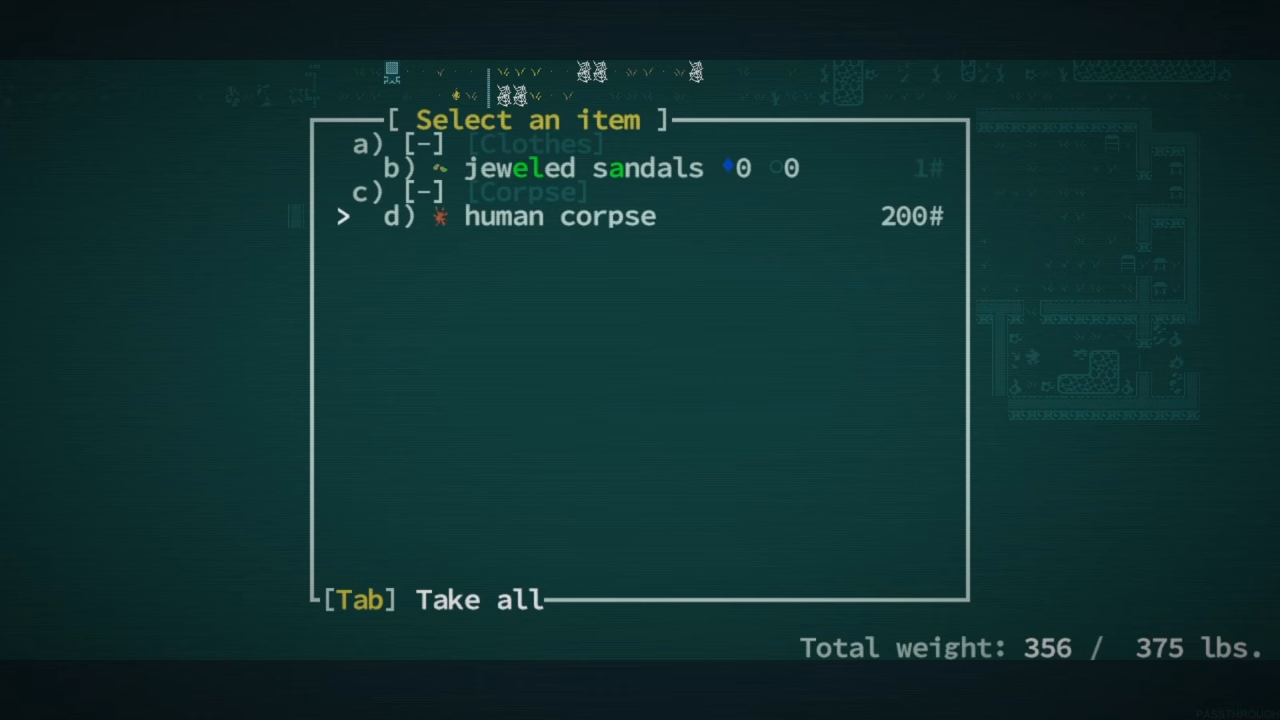 [ Select an item ]
a) [-] [Clothes]
b) jeweled sandals ♦0 ○0 1#
c) [-] [Corpse]
> d) human corpse 200#
[Tab] Take all
Total weight: 356 / 375 lbs.